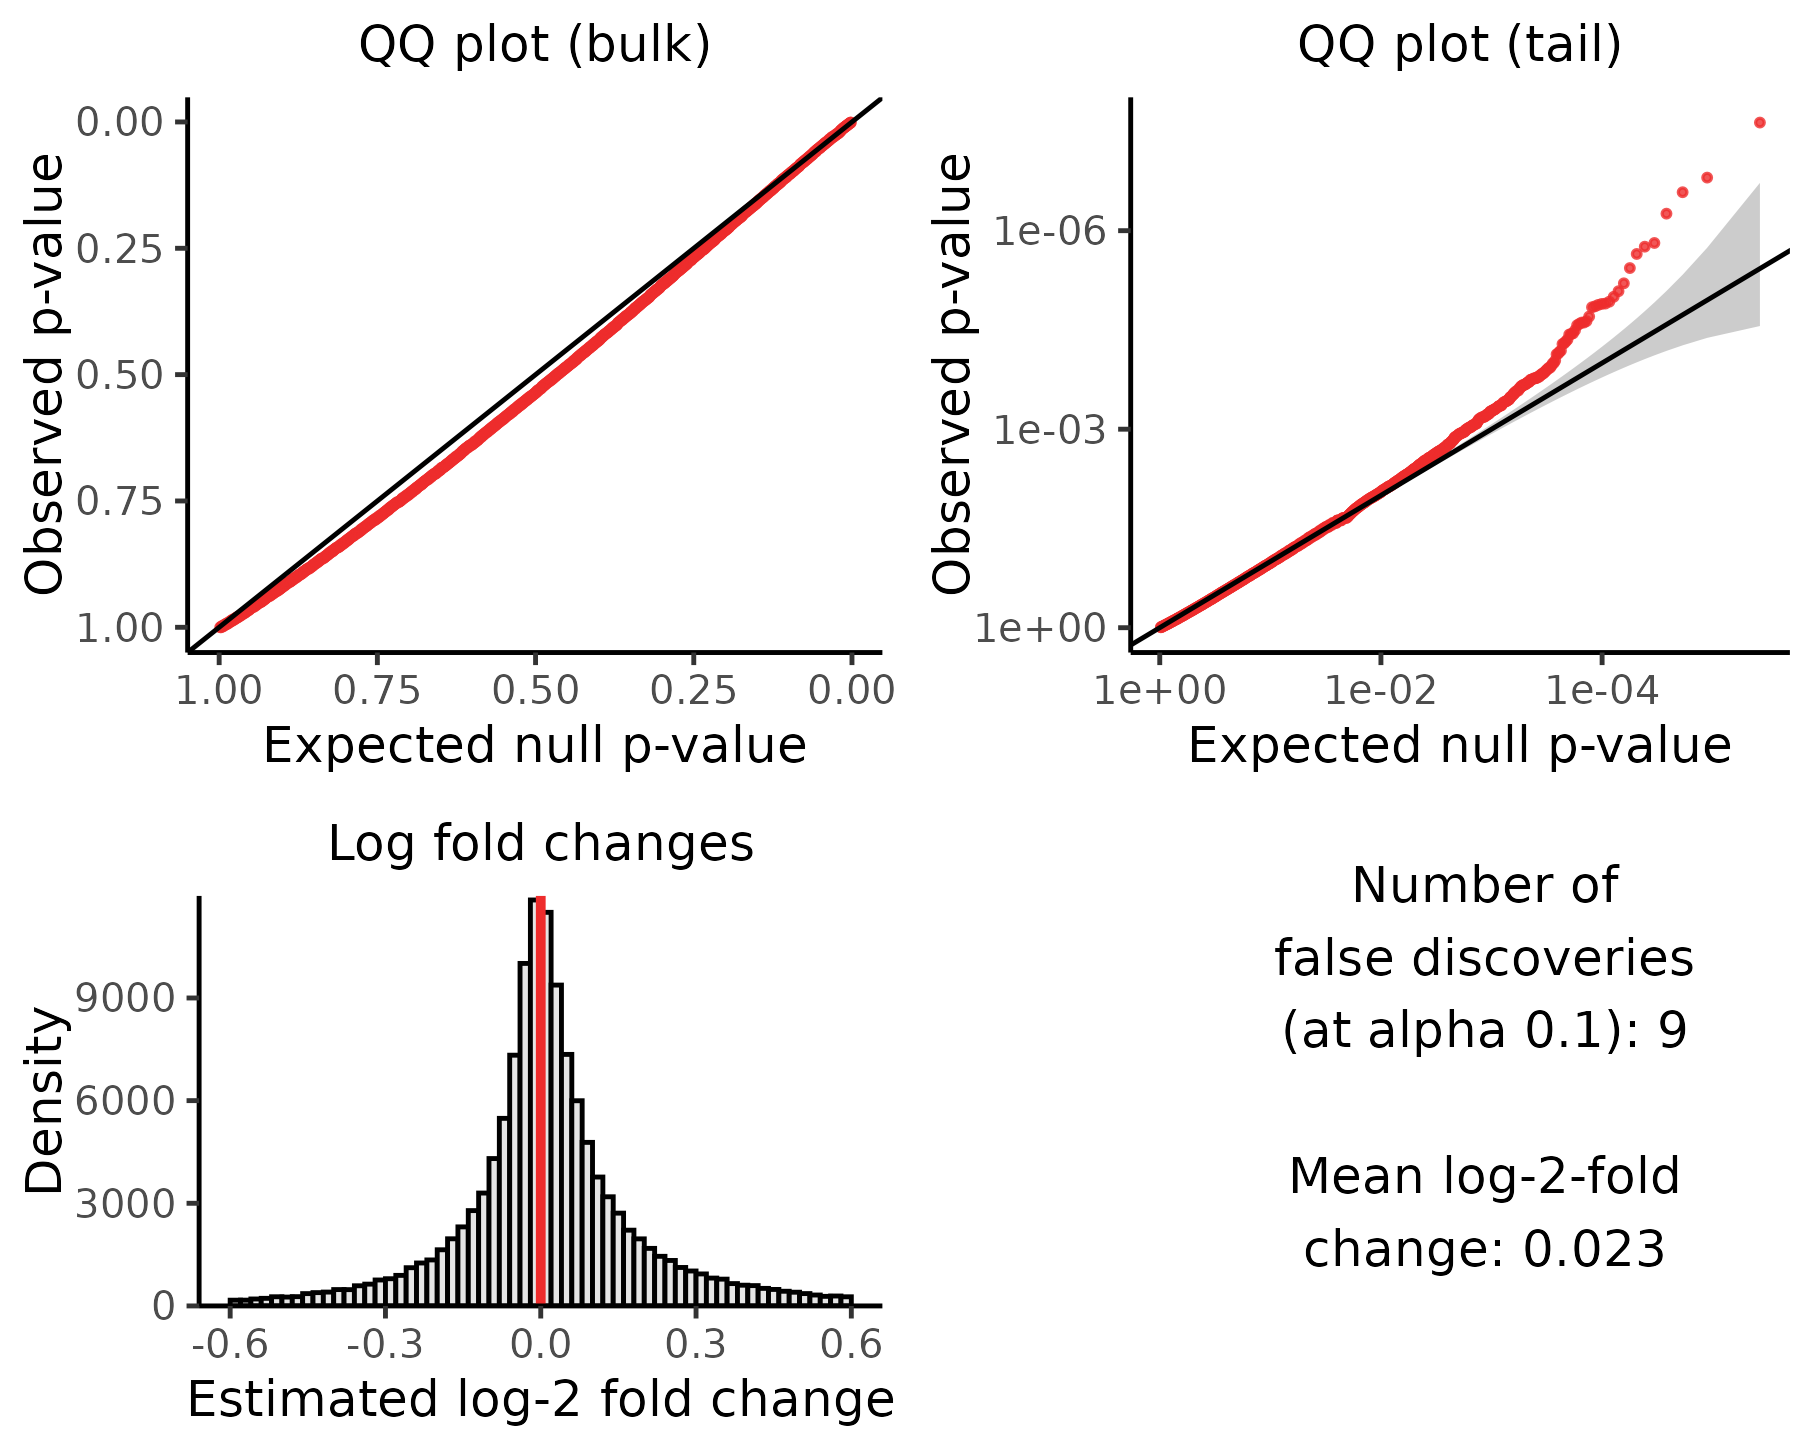 QQ plot (bulk)
Observed p-value
0.00
0.25
0.50
0.75
1.00
1.00 0.75 0.50 0.25 0.00
Expected null p-value
QQ plot (tail)
Observed p-value
1e-06
1e-03
1e+00
1e+00 1e-02 1e-04
Expected null p-value
Log fold changes
Density
9000
6000
3000
0
-0.6 -0.3 0.0 0.3 0.6
Estimated log-2 fold change
Number of
false discoveries
(at alpha 0.1): 9
Mean log-2-fold
change: 0.023